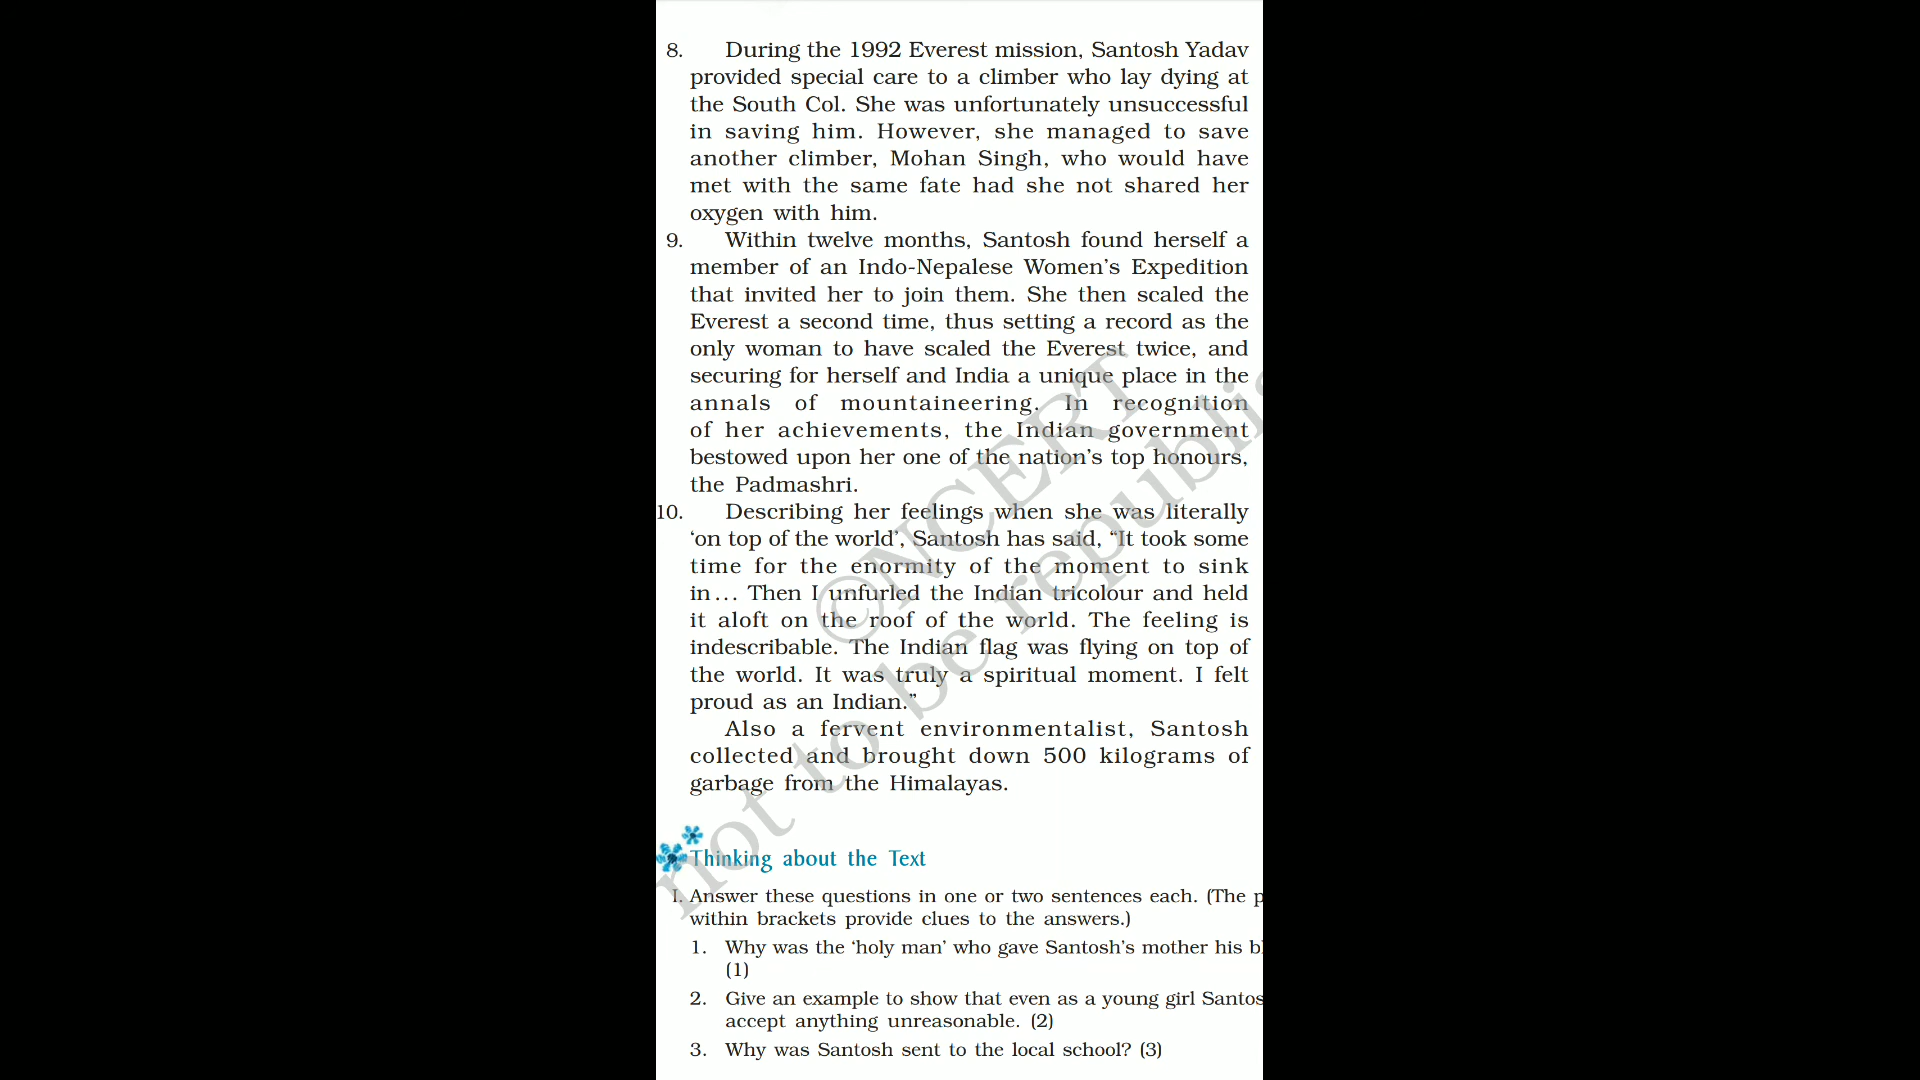 8. During the 1992 Everest mission, Santosh Yadav
provided special care to a climber who lay dying at
the South Col. She was unfortunately unsuccessful
in saving him. However, she managed to save
another climber, Mohan Singh, who would have
met with the same fate had she not shared her
oxygen with him.
9. Within twelve months, Santosh found herself a
member of an Indo-Nepalese Women's Expedition
that invited her to join them. She then scaled the
Everest a second time, thus setting a record as the
only woman to have scaled the Everest twice, and
securing for herself and India a unique place in the
annals of mountaineering. In recognition
of her achievements, the Indian government
bestowed upon her one of the nation's top honours,
the Padmashri.
10. Describing her feelings when she was literally
‘on top of the world’, Santosh has said, “It took some
time for the enormity of the moment to sink
in... Then I unfurled the Indian tricolour and held
it aloft on the roof of the world. The feeling is
indescribable. The Indian flag was flying on top of
the world. It was truly a spiritual moment. I felt
proud as an Indian.”
Also a fervent environmentalist, Santosh
collected and brought down 500 kilograms of
garbage from the Himalayas.
©NCERT
not to be republis
Thinking about the Text
I. Answer these questions in one or two sentences each. (The p
within brackets provide clues to the answers.)
1. Why was the ‘holy man’ who gave Santosh's mother his bl
(1)
2. Give an example to show that even as a young girl Santos
accept anything unreasonable. (2)
3. Why was Santosh sent to the local school? (3)